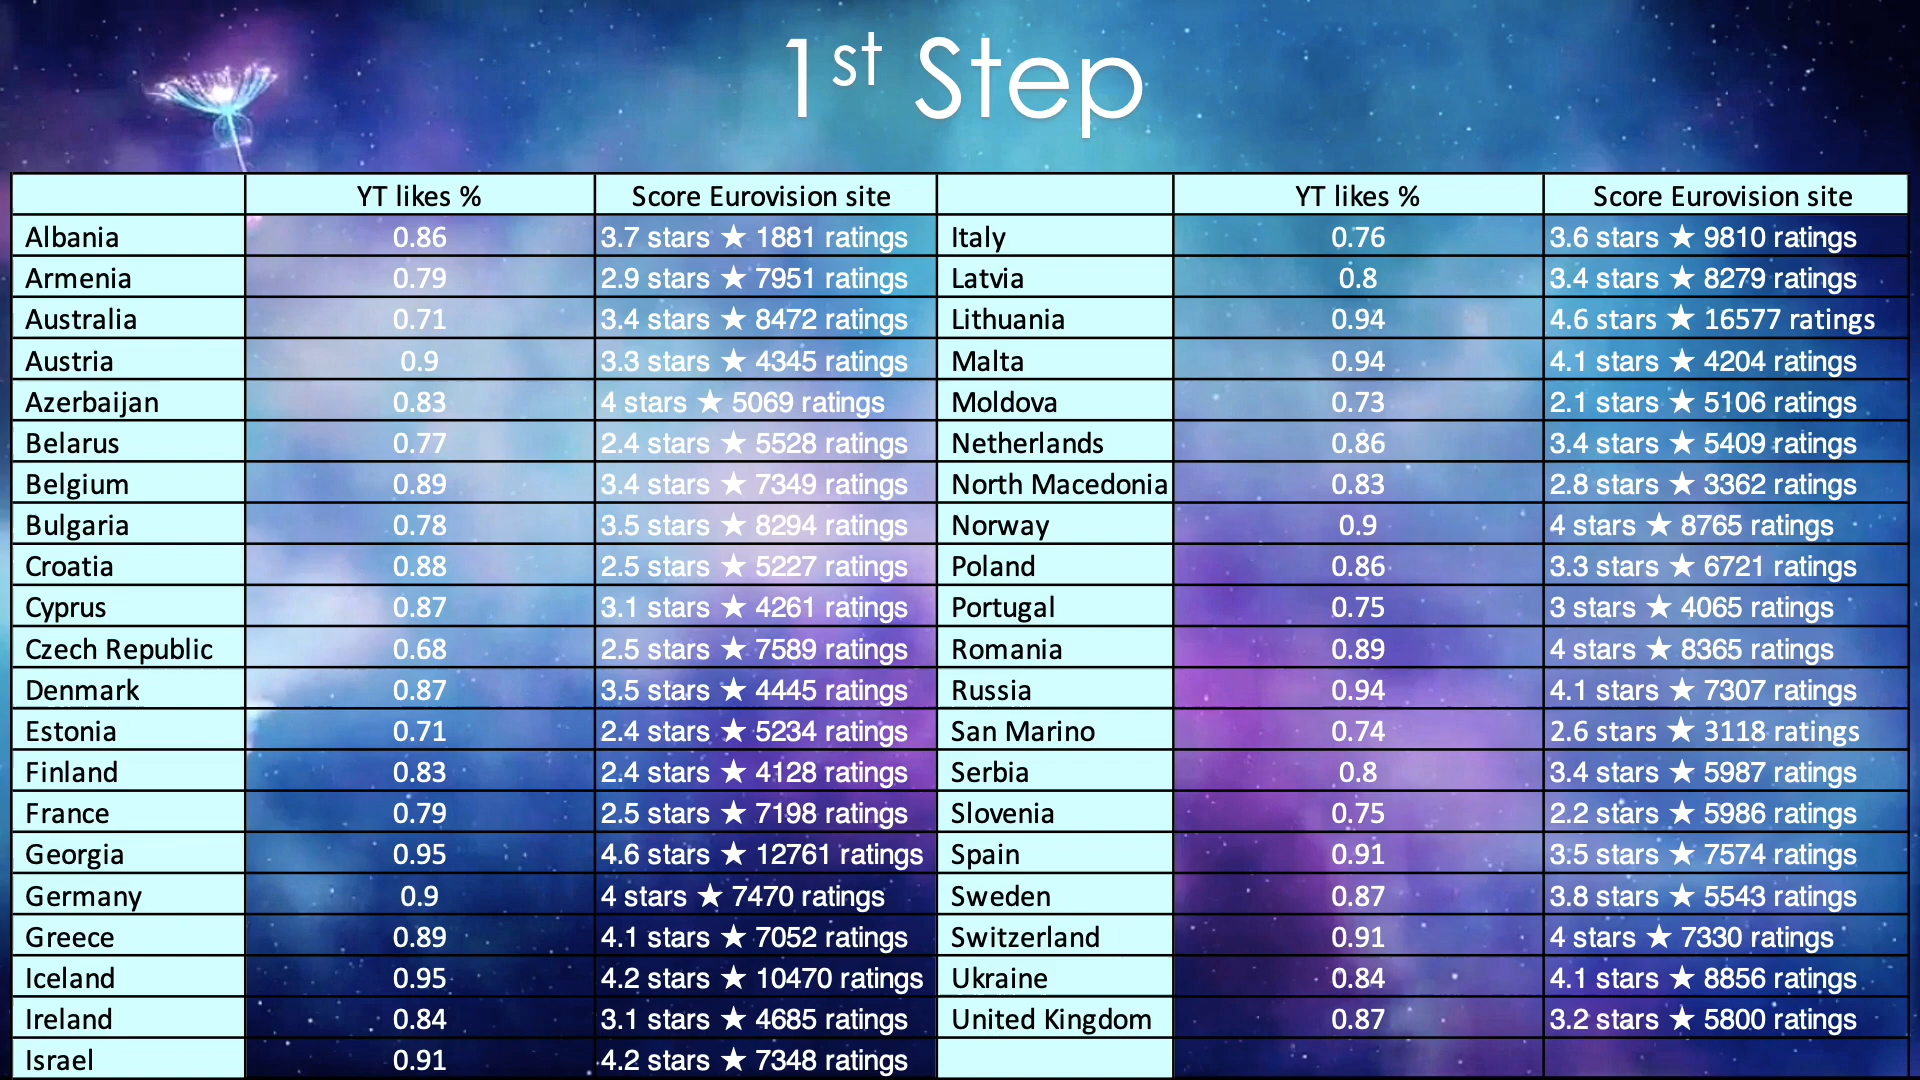 1st Step
YT likes % Score Eurovision site YT likes % Score Eurovision site
Albania 0.86 3.7 stars ★ 1881 ratings Italy 0.76 3.6 stars ★ 9810 ratings
Armenia 0.79 2.9 stars ★ 7951 ratings Latvia 0.8 3.4 stars ★ 8279 ratings
Australia 0.71 3.4 stars ★ 8472 ratings Lithuania 0.94 4.6 stars ★ 16577 ratings
Austria 0.9 3.3 stars ★ 4345 ratings Malta 0.94 4.1 stars ★ 4204 ratings
Azerbaijan 0.83 4 stars ★ 5069 ratings Moldova 0.73 2.1 stars ★ 5106 ratings
Belarus 0.77 2.4 stars ★ 5528 ratings Netherlands 0.86 3.4 stars ★ 5409 ratings
Belgium 0.89 3.4 stars ★ 7349 ratings North Macedonia 0.83 2.8 stars ★ 3362 ratings
Bulgaria 0.78 3.5 stars ★ 8294 ratings Norway 0.9 4 stars ★ 8765 ratings
Croatia 0.88 2.5 stars ★ 5227 ratings Poland 0.86 3.3 stars ★ 6721 ratings
Cyprus 0.87 3.1 stars ★ 4261 ratings Portugal 0.75 3 stars ★ 4065 ratings
Czech Republic 0.68 2.5 stars ★ 7589 ratings Romania 0.89 4 stars ★ 8365 ratings
Denmark 0.87 3.5 stars ★ 4445 ratings Russia 0.94 4.1 stars ★ 7307 ratings
Estonia 0.71 2.4 stars ★ 5234 ratings San Marino 0.74 2.6 stars ★ 3118 ratings
Finland 0.83 2.4 stars ★ 4128 ratings Serbia 0.8 3.4 stars ★ 5987 ratings
France 0.79 2.5 stars ★ 7198 ratings Slovenia 0.75 2.2 stars ★ 5986 ratings
Georgia 0.95 4.6 stars ★ 12761 ratings Spain 0.91 3.5 stars ★ 7574 ratings
Germany 0.9 4 stars ★ 7470 ratings Sweden 0.87 3.8 stars ★ 5543 ratings
Greece 0.89 4.1 stars ★ 7052 ratings Switzerland 0.91 4 stars ★ 7330 ratings
Iceland 0.95 4.2 stars ★ 10470 ratings Ukraine 0.84 4.1 stars ★ 8856 ratings
Ireland 0.84 3.1 stars ★ 4685 ratings United Kingdom 0.87 3.2 stars ★ 5800 ratings
Israel 0.91 4.2 stars ★ 7348 ratings